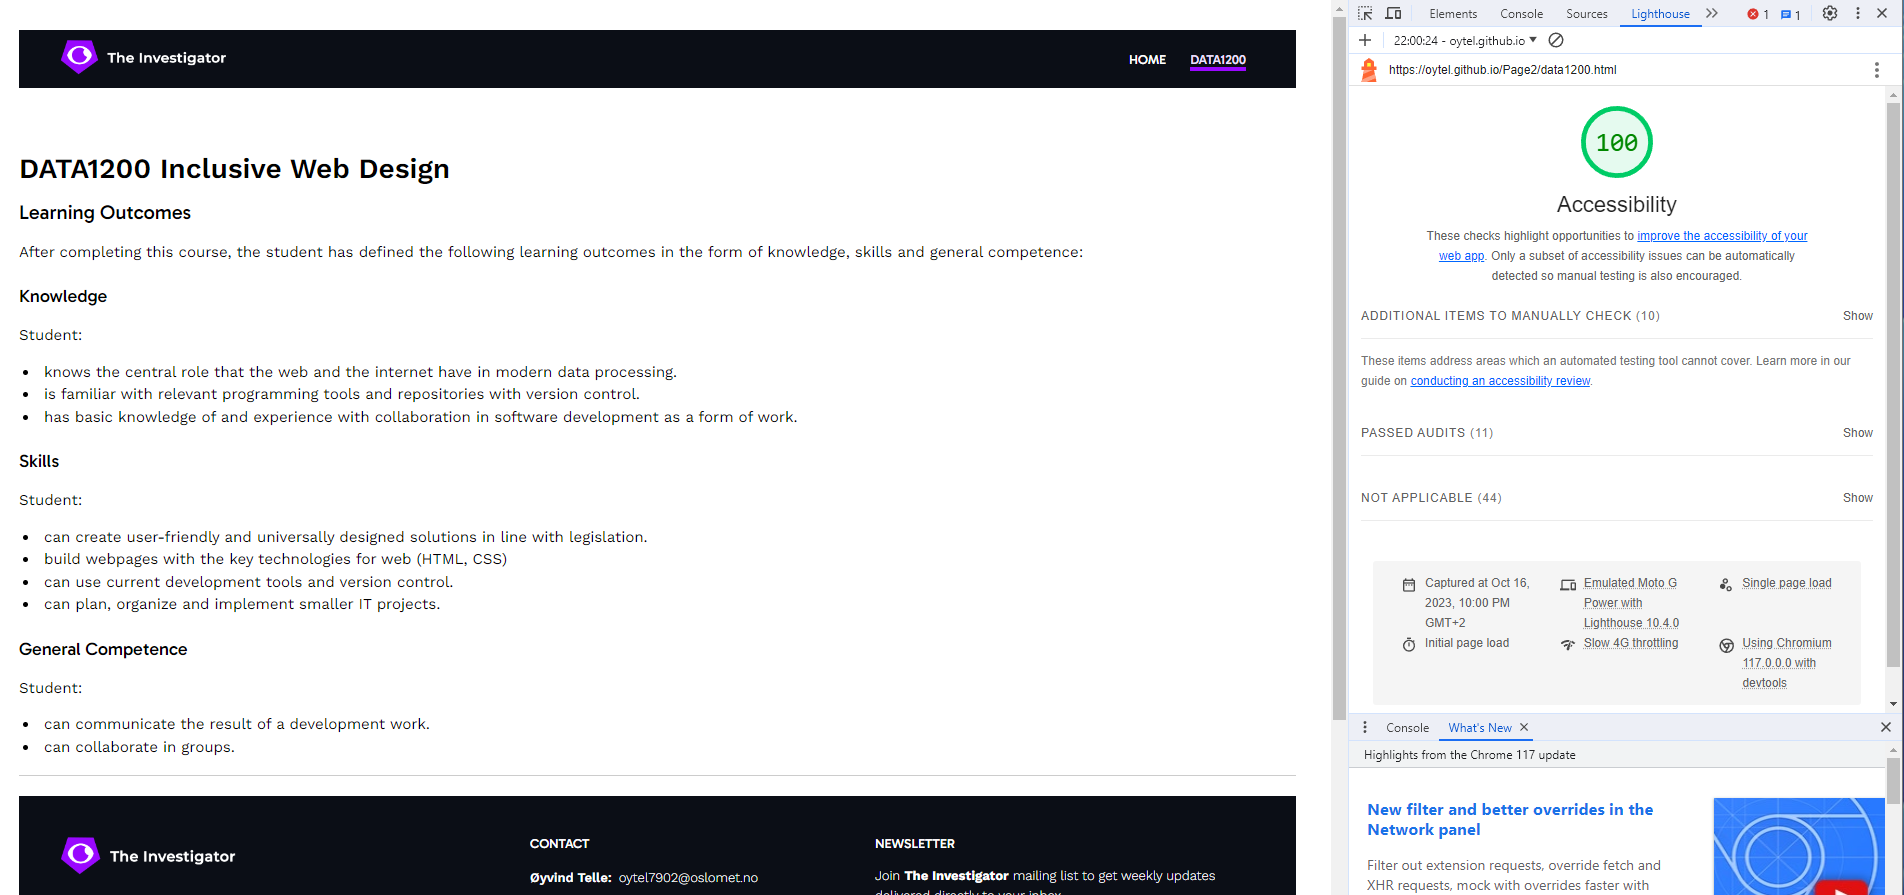 The Investigator
HOME DATA1200
DATA1200 Inclusive Web Design
Learning Outcomes
After completing this course, the student has defined the following learning outcomes in the form of knowledge, skills and general competence:
Knowledge
Student:
knows the central role that the web and the internet have in modern data processing.
is familiar with relevant programming tools and repositories with version control.
has basic knowledge of and experience with collaboration in software development as a form of work.
Skills
Student:
can create user-friendly and universally designed solutions in line with legislation.
build webpages with the key technologies for web (HTML, CSS)
can use current development tools and version control.
can plan, organize and implement smaller IT projects.
General Competence
Student:
can communicate the result of a development work.
can collaborate in groups.
The Investigator
CONTACT
Øyvind Telle: oytel7902@oslomet.no
NEWSLETTER
Join The Investigator mailing list to get weekly updates
delivered directly to your inbox
Elements Console Sources Lighthouse 1 1
22:00:24 - oytel.github.io
https://oytel.github.io/Page2/data1200.html
100
Accessibility
These checks highlight opportunities to improve the accessibility of your
web app. Only a subset of accessibility issues can be automatically
detected so manual testing is also encouraged.
ADDITIONAL ITEMS TO MANUALLY CHECK (10) Show
These items address areas which an automated testing tool cannot cover. Learn more in our
guide on conducting an accessibility review.
PASSED AUDITS (11) Show
NOT APPLICABLE (44) Show
Captured at Oct 16,
2023, 10:00 PM
GMT+2
Emulated Moto G
Power with
Lighthouse 10.4.0
Single page load
Initial page load
Slow 4G throttling
Using Chromium
117.0.0.0 with
devtools
Console What's New
Highlights from the Chrome 117 update
New filter and better overrides in the
Network panel
Filter out extension requests, override fetch and
XHR requests, mock with overrides faster with